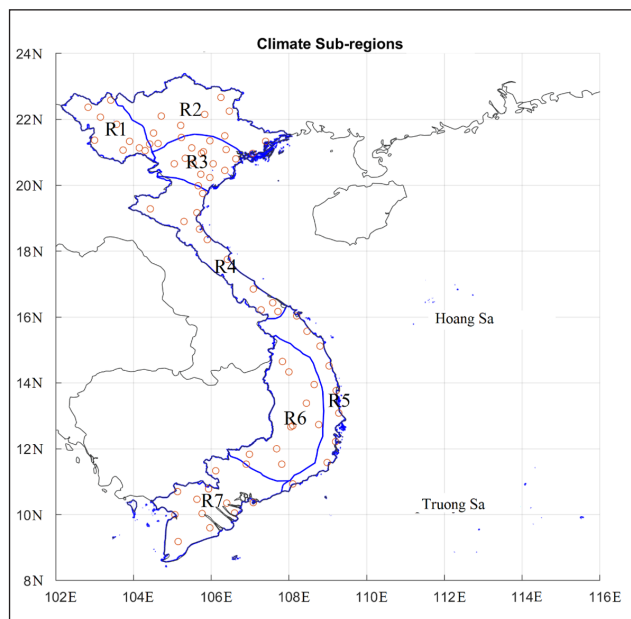 Climate Sub-regions
24N
22N
20N
18N
16N
14N
12N
10N
8N
R1
R2
R3
R4
Hoang Sa
R5
R6
R7
Truong Sa
102E 104E 106E 108E 110E 112E 114E 116E